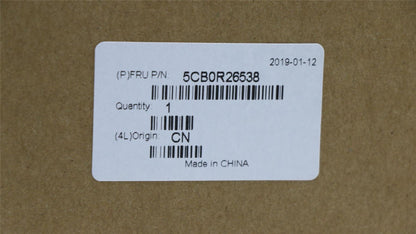 2019-01-12
(P)FRU P/N: 5CB0R26538
Quantity: 1
(4L)Origin: CN
Made in CHINA